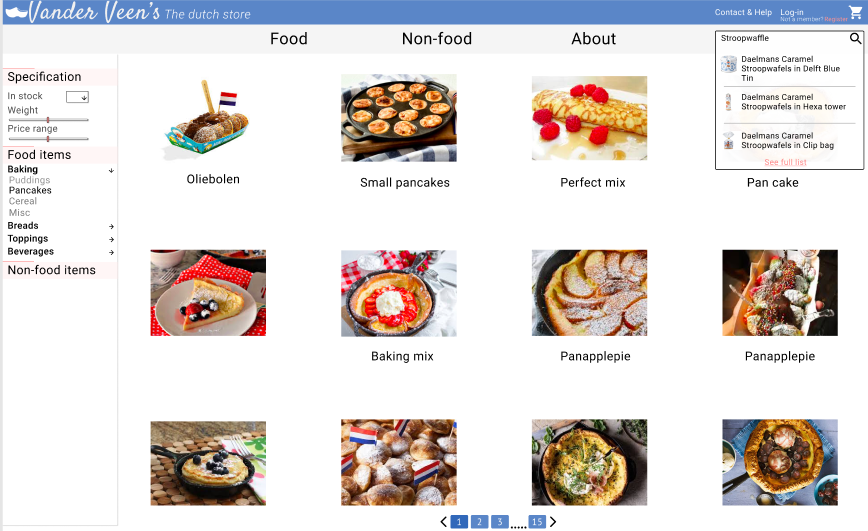 Vander Veen's The dutch store
Contact & Help
Log-in
Not a member? Register
Food
Non-food
About
Stroopwaffle
Daelmans Caramel
Stroopwafels in Delft Blue
Tin
Daelmans Caramel
Stroopwafels in Hexa tower
Daelmans Caramel
Stroopwafels in Clip bag
See full list
Specification
In stock
Weight
Price range
Food items
Baking
Puddings
Pancakes
Cereal
Misc
Breads
Toppings
Beverages
Non-food items
Oliebolen
Small pancakes
Perfect mix
Pan cake
Baking mix
Panapplepie
Panapplepie
1 2 3 ..... 15